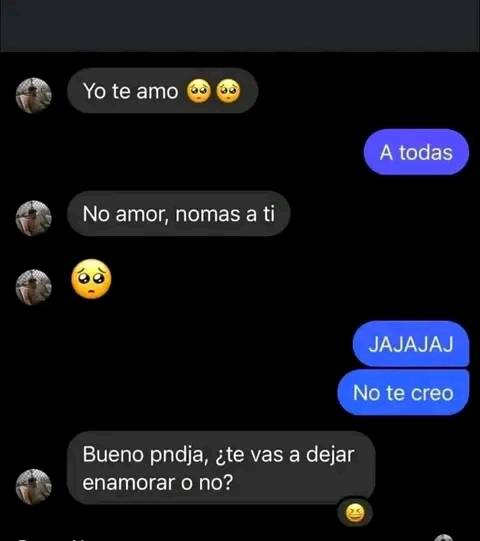 Yo te amo 🥺🥺
A todas
No amor, nomas a ti
🥺
JAJAJAJ
No te creo
Bueno pndja, ¿te vas a dejar
enamorar o no?
😆